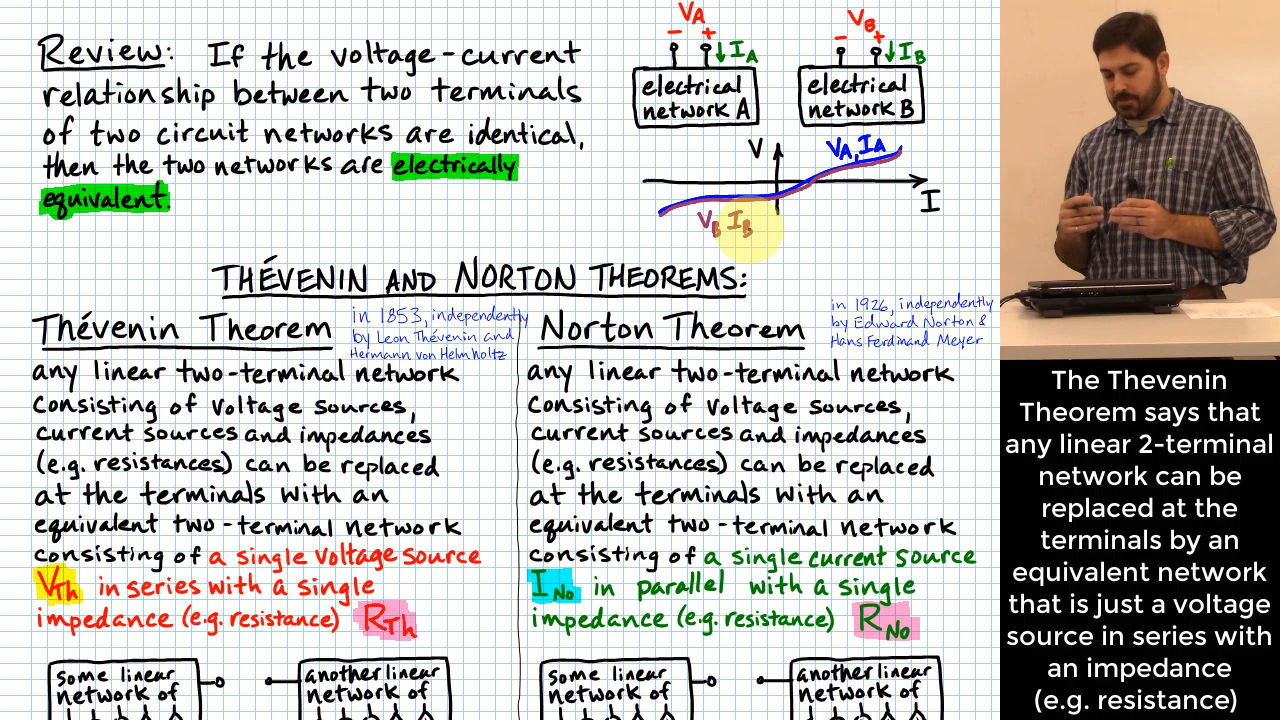 Review: If the voltage-current
relationship between two terminals
of two circuit networks are identical,
then the two networks are electrically
equivalent.
VA
- +
IA
electrical
network A
VB
- +
IB
electrical
network B
V
VA, IA
I
VB IB
THÉVENIN AND NORTON THEOREMS:
Thévenin Theorem
in 1853, independently
by Leon Thévenin and
Hermann von Helmholtz
any linear two-terminal network
consisting of voltage sources,
current sources and impedances
(e.g. resistances) can be replaced
at the terminals with an
equivalent two-terminal network
consisting of a single voltage source
VTh in series with a single
impedance (e.g. resistance) RTh
some linear
network of
another linear
network of
Norton Theorem
in 1926, independently
by Edward Norton &
Hans Ferdinand Meyer
any linear two-terminal network
consisting of voltage sources,
current sources and impedances
(e.g. resistances) can be replaced
at the terminals with an
equivalent two-terminal network
consisting of a single current source
INo in parallel with a single
impedance (e.g. resistance) RNo
some linear
network of
another linear
network of
The Thevenin
Theorem says that
any linear 2-terminal
network can be
replaced at the
terminals by an
equivalent network
that is just a voltage
source in series with
an impedance
(e.g. resistance)